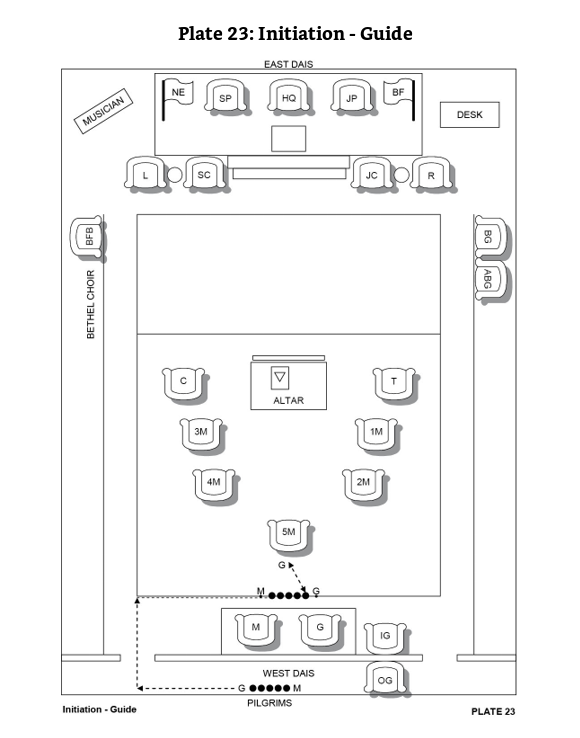 Plate 23: Initiation - Guide
EAST DAIS
NE
SP
HQ
JP
BF
MUSICIAN
DESK
L
SC
JC
R
BFB
BG
ABG
BETHEL CHOIR
C
T
ALTAR
3M
1M
4M
2M
5M
G
M
G
M
G
IG
WEST DAIS
OG
G
M
PILGRIMS
Initiation - Guide
PLATE 23